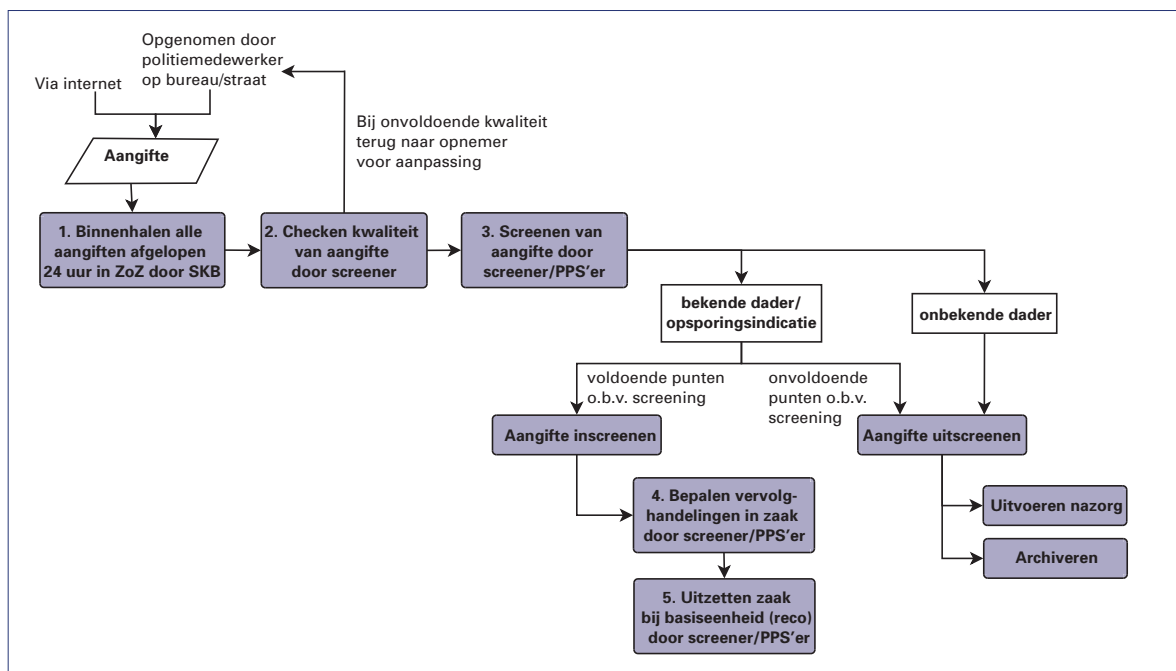 Opgenomen door
politiemedewerker
op bureau/straat
Via internet
Bij onvoldoende kwaliteit
terug naar opnemer
voor aanpassing
Aangifte
1. Binnenhalen alle
aangiften afgelopen
24 uur in ZoZ door SKB
2. Checken kwaliteit
van aangifte
door screener
3. Screenen van
aangifte door
screener/PPS'er
bekende dader/
opsporingsindicatie
onbekende dader
voldoende punten
o.b.v. screening
onvoldoende
punten o.b.v.
screening
Aangifte inscreenen
Aangifte uitscreenen
4. Bepalen vervolg-
handelingen in zaak
door screener/PPS'er
Uitvoeren nazorg
Archiveren
5. Uitzetten zaak
bij basiseenheid (reco)
door screener/PPS'er